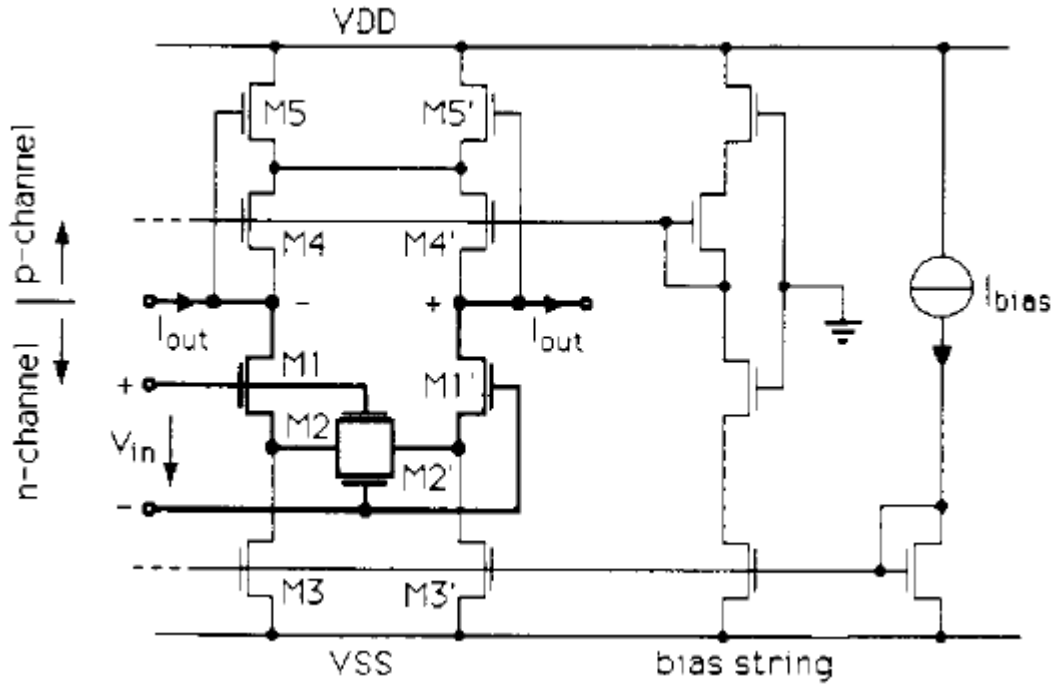 VDD
M5 M5'
p-channel
M4 M4'
- +
Iout Iout
Ibias
n-channel
M1 M1'
+
M2
Vin
M2'
-
M3 M3'
VSS bias string